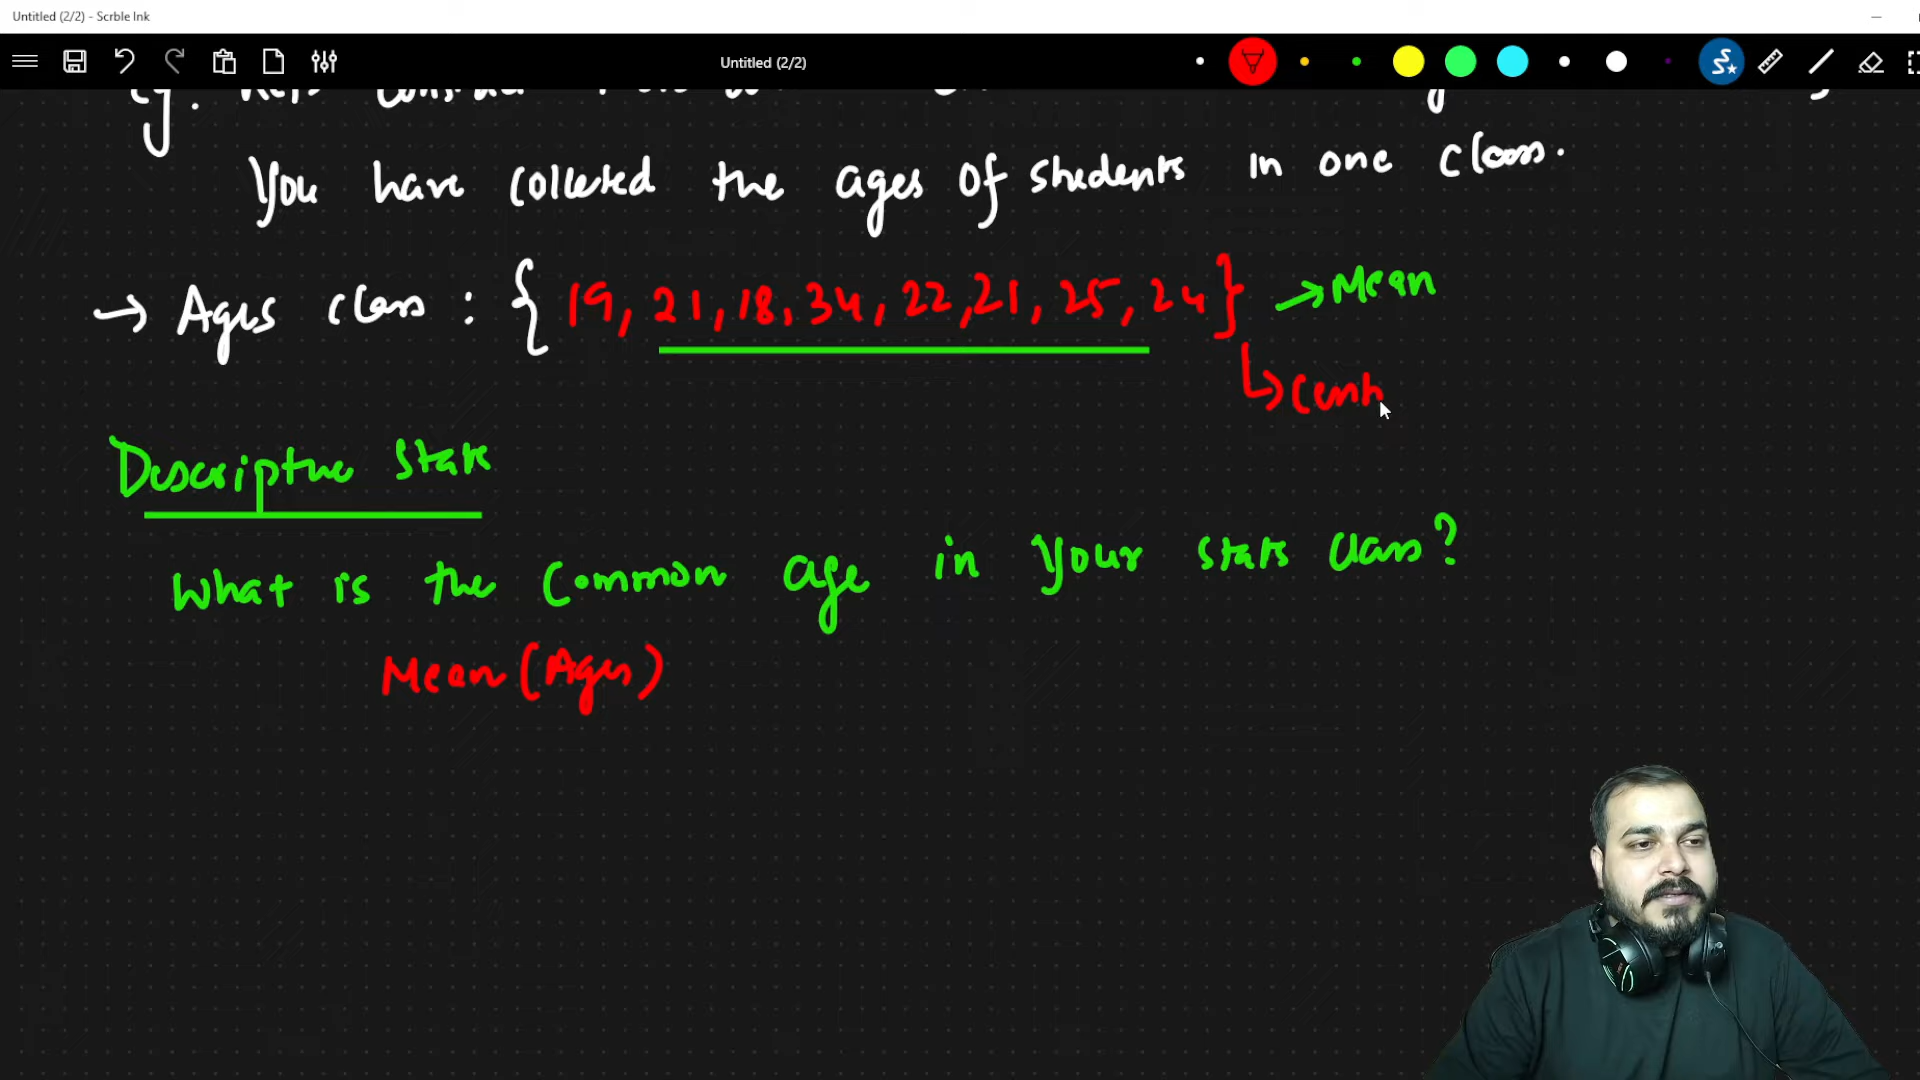 Untitled (2/2) - Scrble Ink
Untitled (2/2)
You have collected the ages of students in one class.
→ Ages class : { 19, 21, 18, 34, 22, 21, 25, 24 } → Mean
↳ Cent
Descriptive Stats
What is the common age in your stats class?
Mean (Ages)